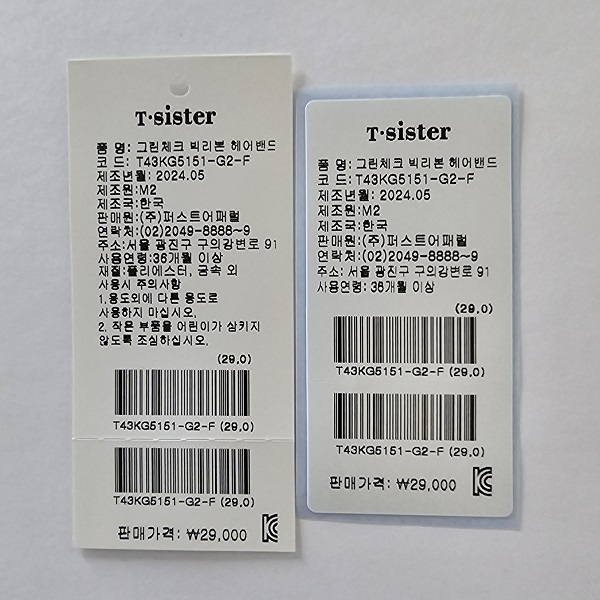 T·sister
품 명: 그린체크 빅리본 헤어밴드
코 드: T43KG5151-G2-F
제조년월: 2024.05
제조원:M2
제조국:한국
판매원:(주)퍼스트어패럴
연락처:(02)2049-8888~9
주소:서울 광진구 구의강변로 91
사용연령:36개월 이상
재질:폴리에스터, 금속 외
사용시 주의사항
1.용도외에 다른 용도로
사용하지 마십시오.
2. 작은 부품을 어린이가 삼키지
않도록 조심하십시오.
(29.0)
T43KG5151-G2-F (29.0)
T43KG5151-G2-F (29.0)
판매가격: ₩29,000
T·sister
품 명: 그린체크 빅리본 헤어밴드
코 드: T43KG5151-G2-F
제조년월: 2024.05
제조원:M2
제조국:한국
판매원:(주)퍼스트어패럴
연락처:(02)2049-8888~9
주소: 서울 광진구 구의강변로 91
사용연령: 36개월 이상
(29.0)
T43KG5151-G2-F (29.0)
T43KG5151-G2-F (29.0)
판매가격: ₩29,000